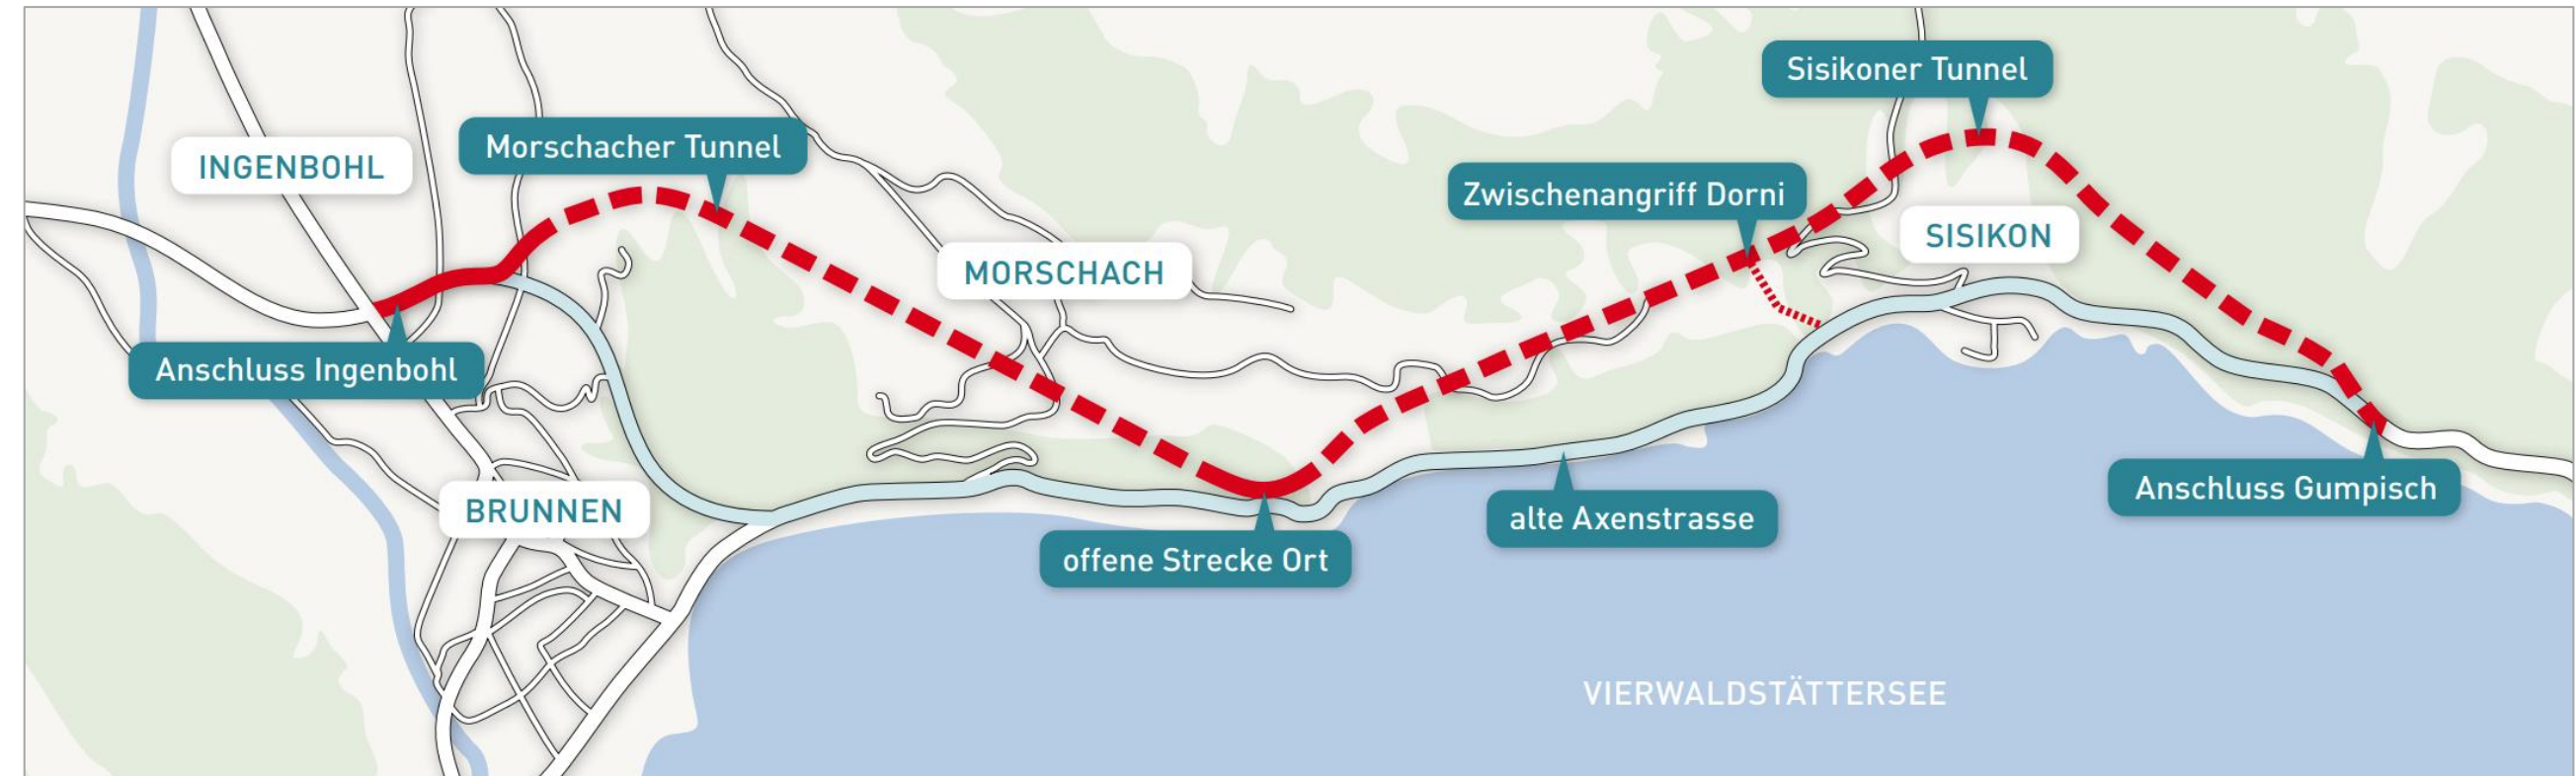 Sisikoner Tunnel
Morschacher Tunnel
INGENBOHL
Zwischenangriff Dorni
SISIKON
MORSCHACH
Anschluss Ingenbohl
Anschluss Gumpisch
BRUNNEN
alte Axenstrasse
offene Strecke Ort
VIERWALDSTÄTTERSEE